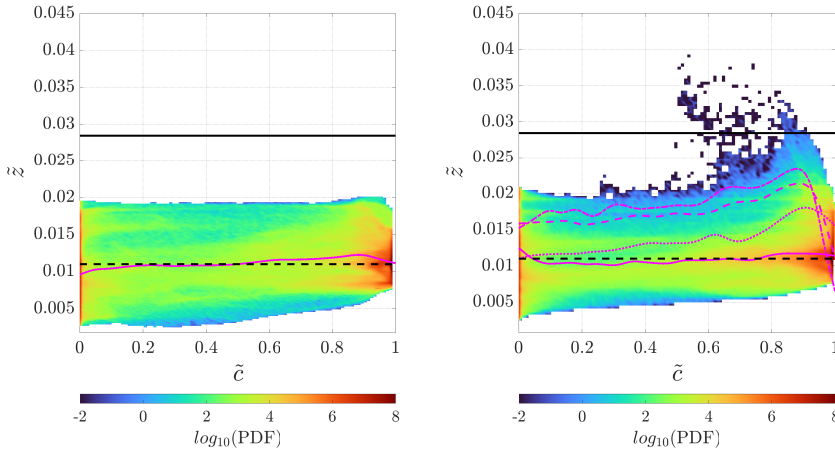 0.045 0.045
0.04 0.04
0.035 0.035
0.03 0.03
0.025 0.025
z̃ z̃
0.02 0.02
0.015 0.015
0.01 0.01
0.005 0.005
0 0.2 0.4 0.6 0.8 1 0 0.2 0.4 0.6 0.8 1
c̃ c̃
-2 0 2 4 6 8 -2 0 2 4 6 8
log₁₀(PDF) log₁₀(PDF)